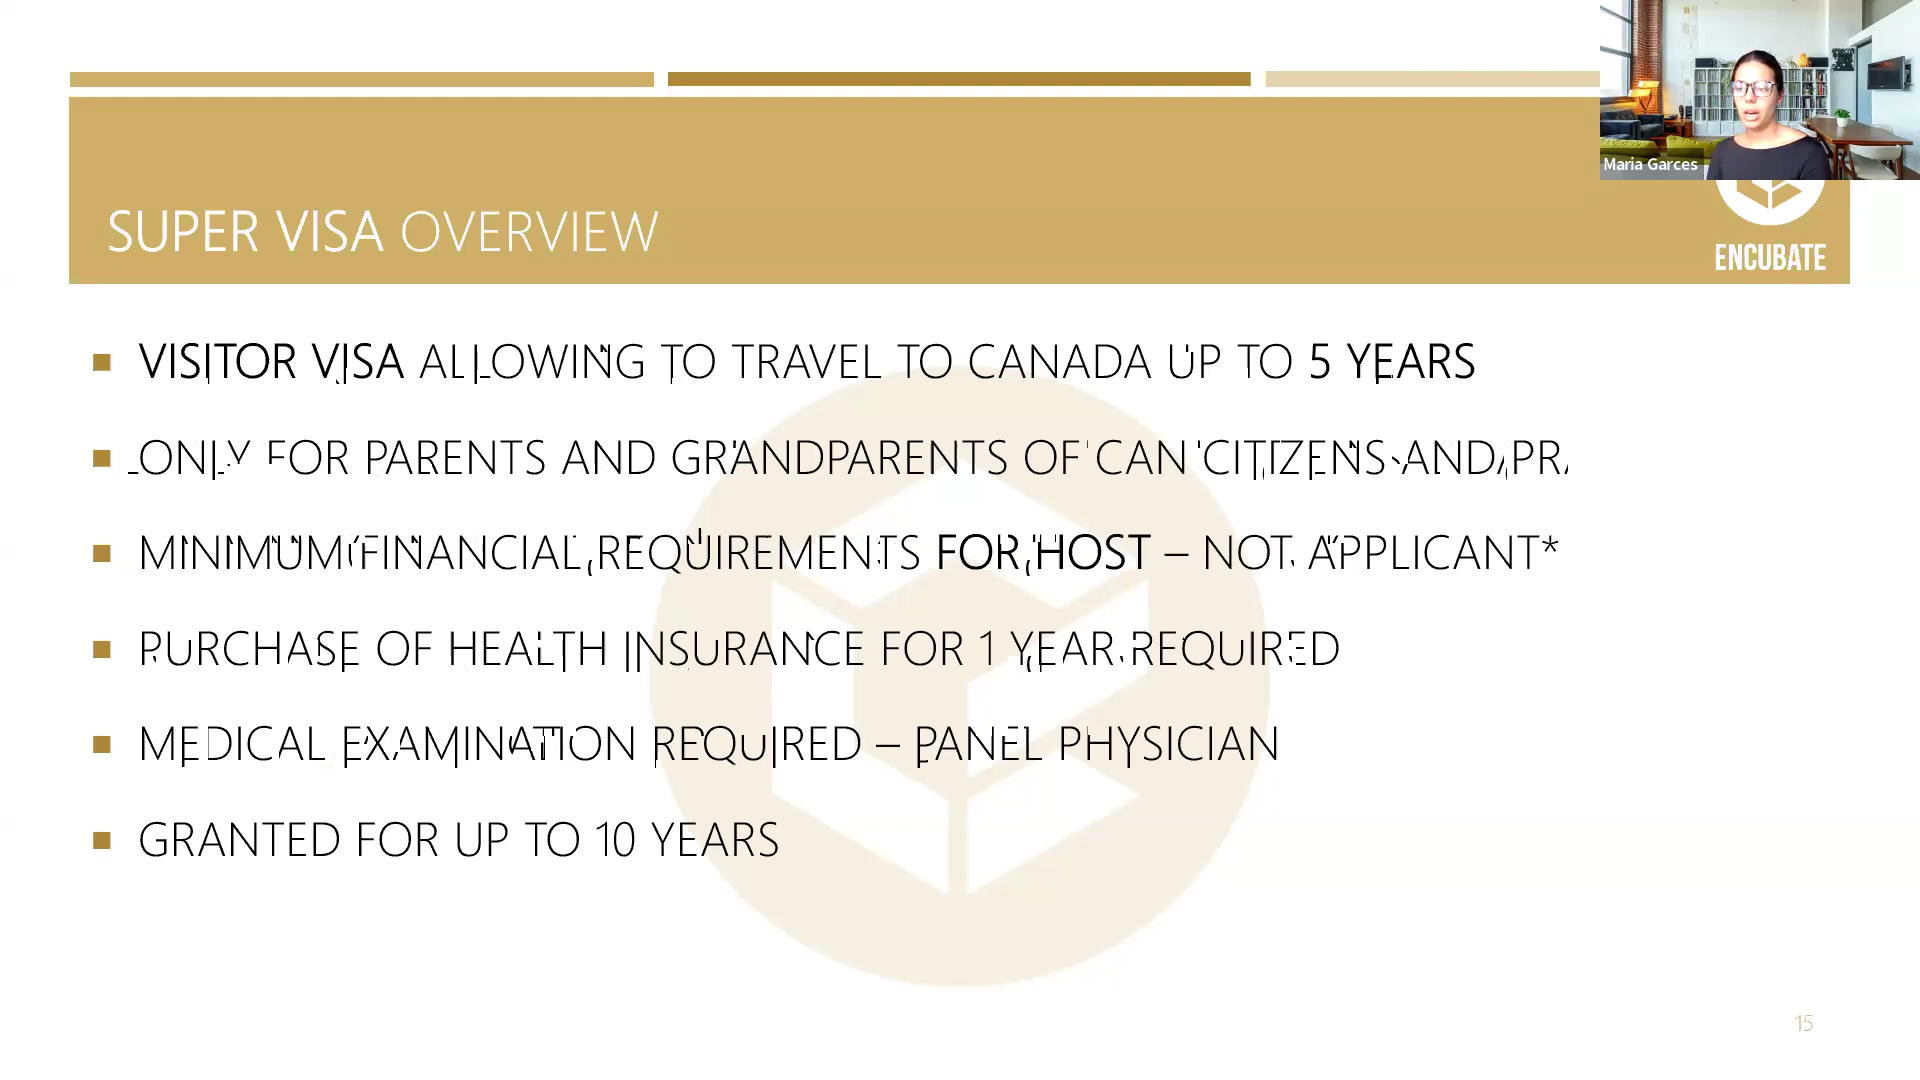 Maria Garces
SUPER VISA OVERVIEW
ENCUBATE
VISITOR VISA ALLOWING TO TRAVEL TO CANADA UP TO 5 YEARS
ONLY FOR PARENTS AND GRANDPARENTS OF CAN CITIZENS AND PR
MINIMUM FINANCIAL REQUIREMENTS FOR HOST – NOT APPLICANT*
PURCHASE OF HEALTH INSURANCE FOR 1 YEAR REQUIRED
MEDICAL EXAMINATION REQUIRED – PANEL PHYSICIAN
GRANTED FOR UP TO 10 YEARS
15